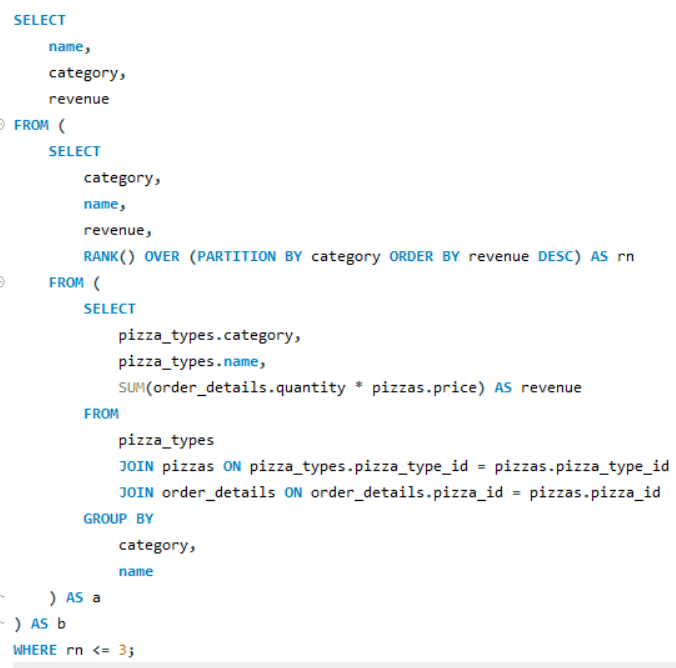 SELECT
name,
category,
revenue
FROM (
SELECT
category,
name,
revenue,
RANK() OVER (PARTITION BY category ORDER BY revenue DESC) AS rn
FROM (
SELECT
pizza_types.category,
pizza_types.name,
SUM(order_details.quantity * pizzas.price) AS revenue
FROM
pizza_types
JOIN pizzas ON pizza_types.pizza_type_id = pizzas.pizza_type_id
JOIN order_details ON order_details.pizza_id = pizzas.pizza_id
GROUP BY
category,
name
) AS a
) AS b
WHERE rn <= 3;